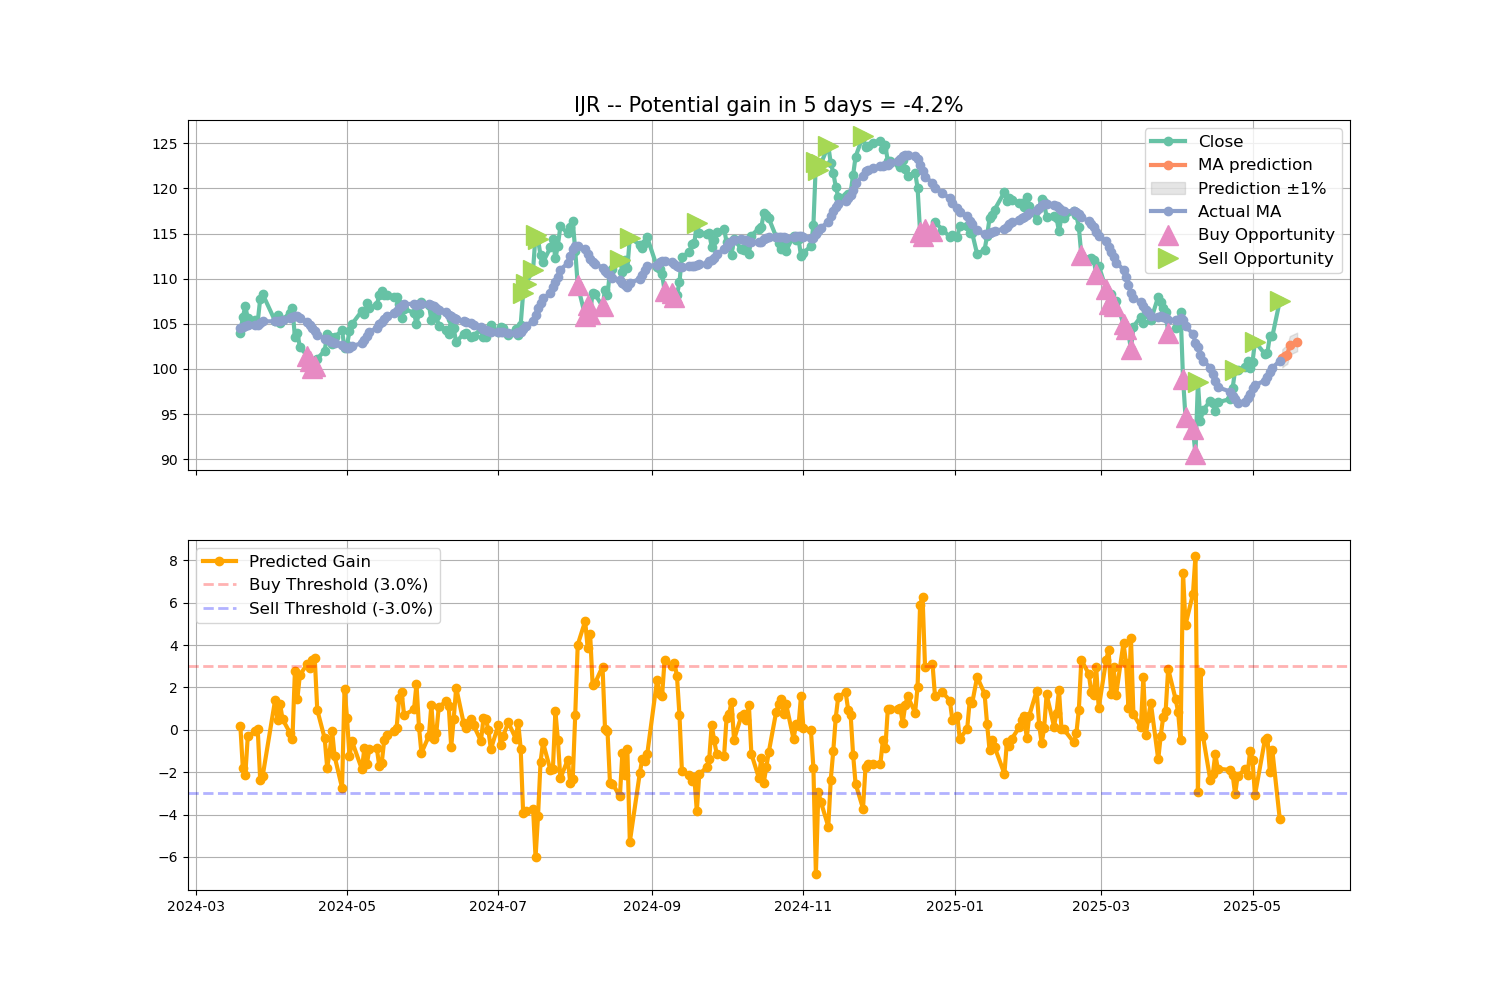 IJR -- Potential gain in 5 days = -4.2%
125
120
115
110
105
100
95
90
Close
MA prediction
Prediction ±1%
Actual MA
Buy Opportunity
Sell Opportunity
8
6
4
2
0
−2
−4
−6
Predicted Gain
Buy Threshold (3.0%)
Sell Threshold (-3.0%)
2024-03 2024-05 2024-07 2024-09 2024-11 2025-01 2025-03 2025-05